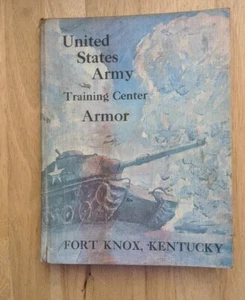 United
States
Army
Training Center
Armor
FORT KNOX, KENTUCKY